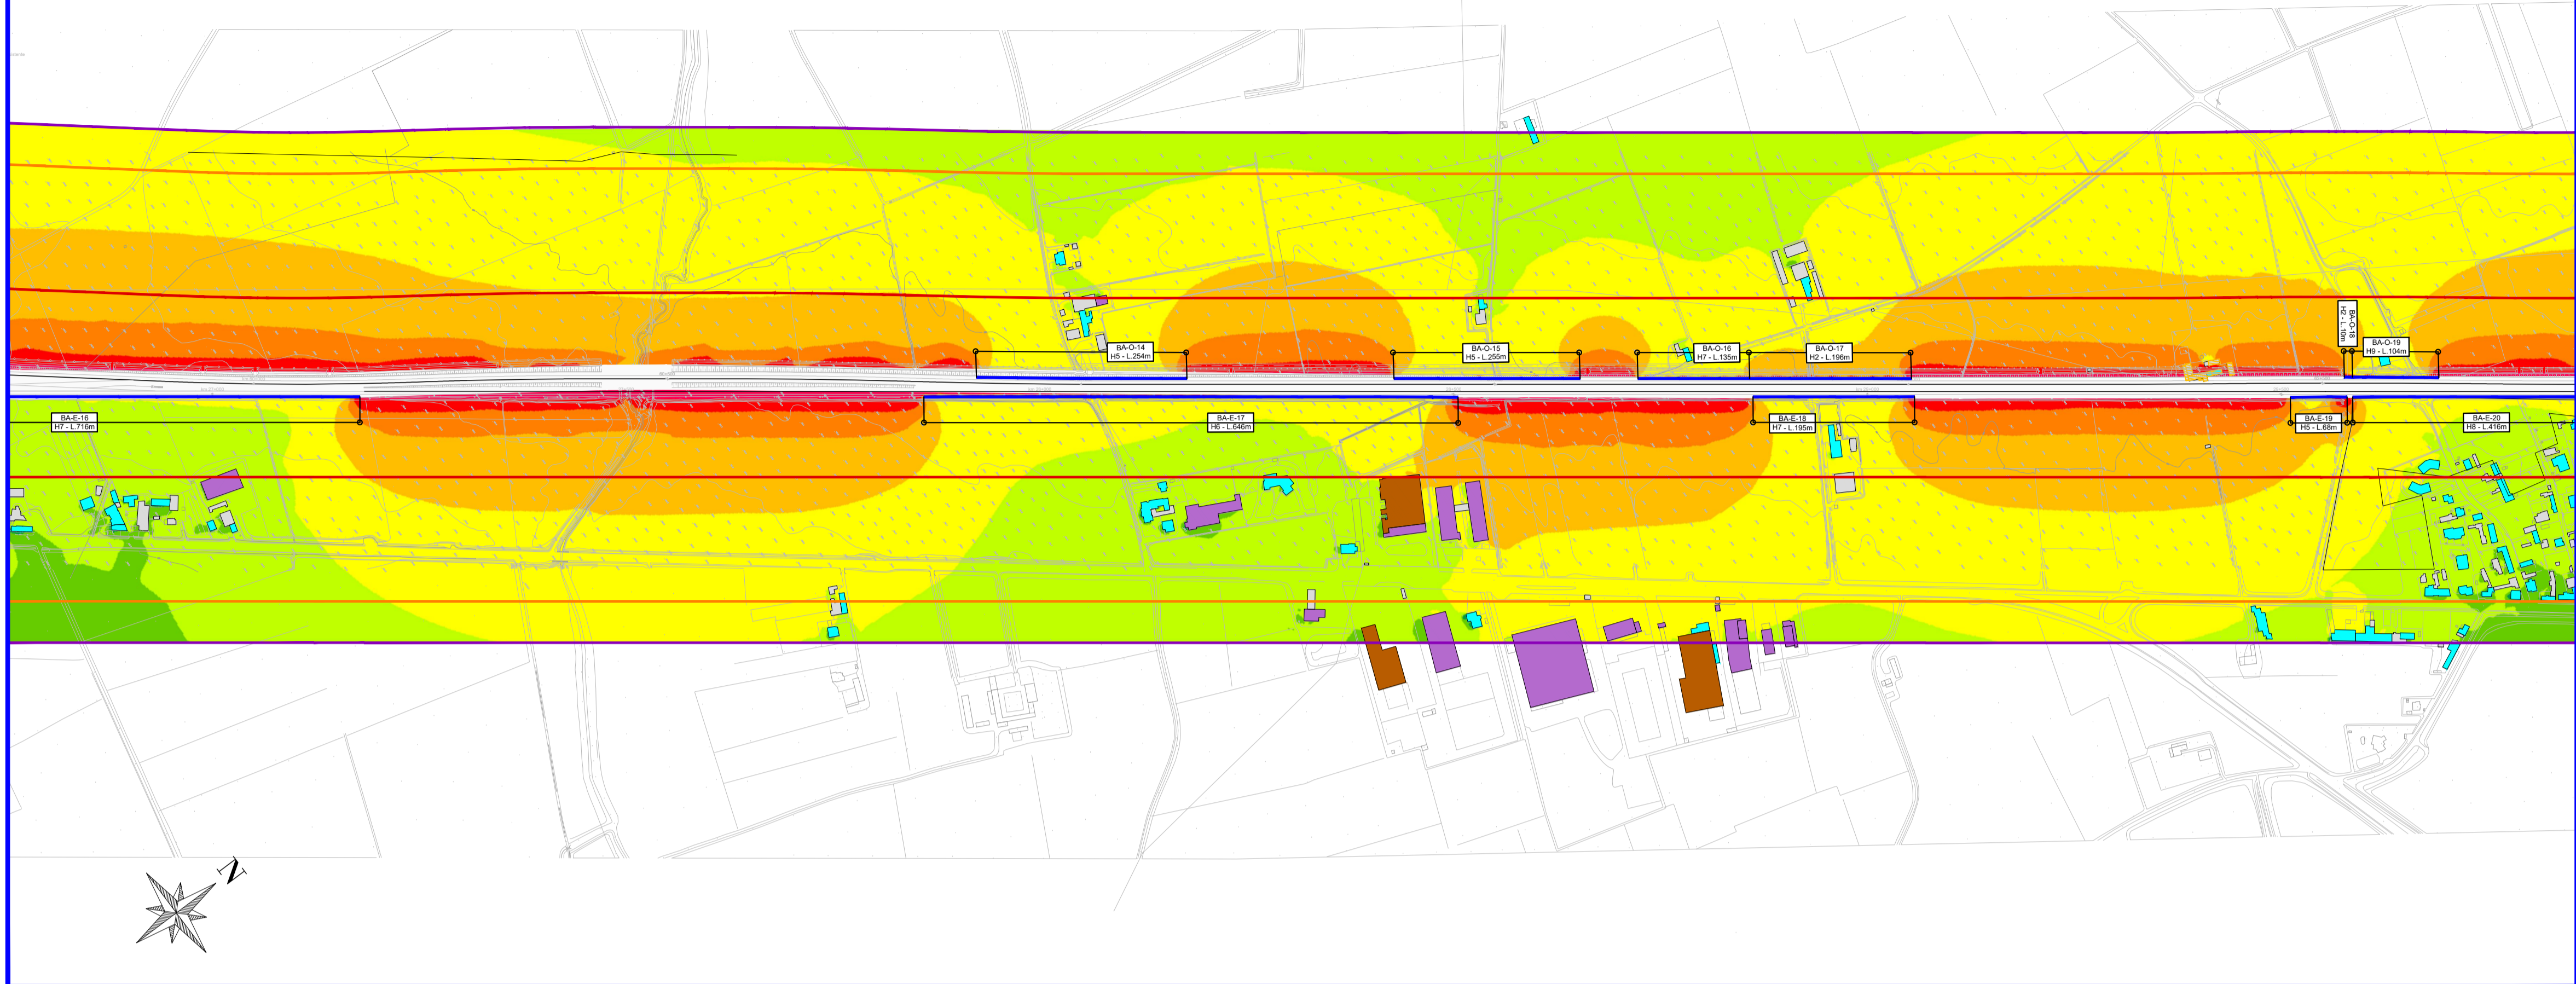 BA-O-14
H5 - L.254m
BA-O-15
H5 - L.255m
BA-O-16
H7 - L.135m
BA-O-17
H2 - L.196m
BA-O-18
H2 - L.10m
BA-O-19
H9 - L.104m
BA-E-16
H7 - L.716m
BA-E-17
H6 - L.646m
BA-E-18
H7 - L.195m
BA-E-19
H5 - L.68m
BA-E-20
H8 - L.416m
N